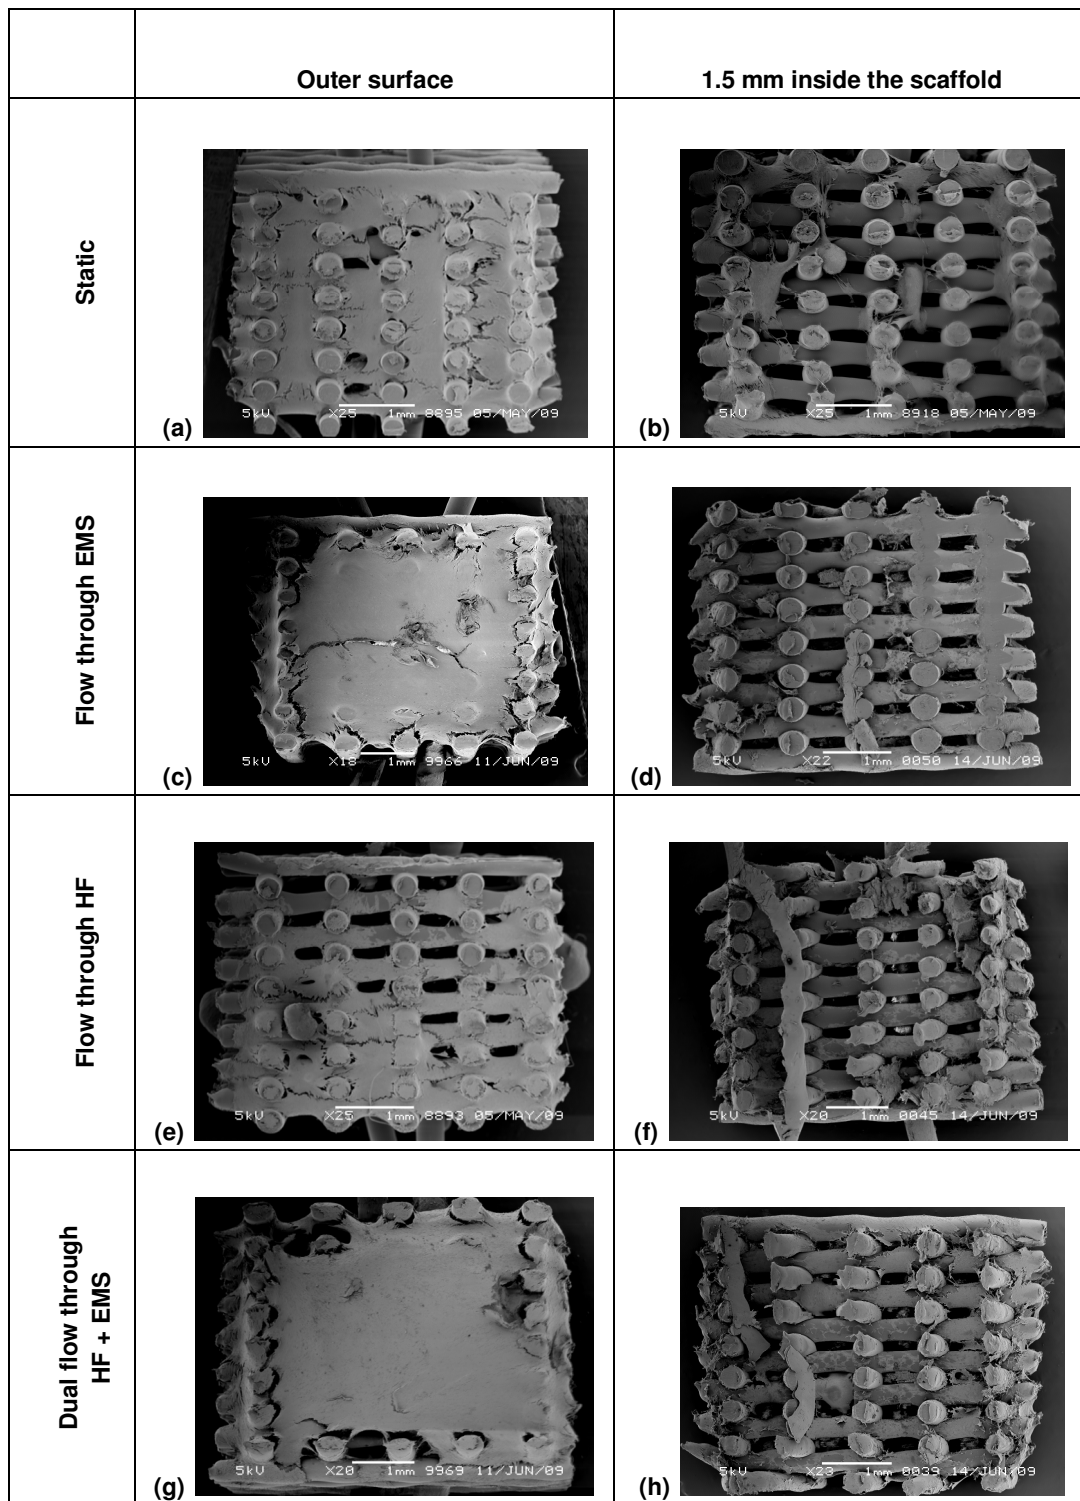 Outer surface
1.5 mm inside the scaffold
Static
(a)
5kV X25 1mm 8895 05/MAY/09
(b)
5kV X25 1mm 8918 05/MAY/09
Flow through EMS
(c)
5kV X18 1mm 9966 11/JUN/09
(d)
5kV X22 1mm 0050 14/JUN/09
Flow through HF
(e)
5kV X25 1mm 8893 05/MAY/09
(f)
5kV X20 1mm 0045 14/JUN/09
Dual flow through
HF + EMS
(g)
5kV X20 1mm 9969 11/JUN/09
(h)
5kV X23 1mm 0039 14/JUN/09